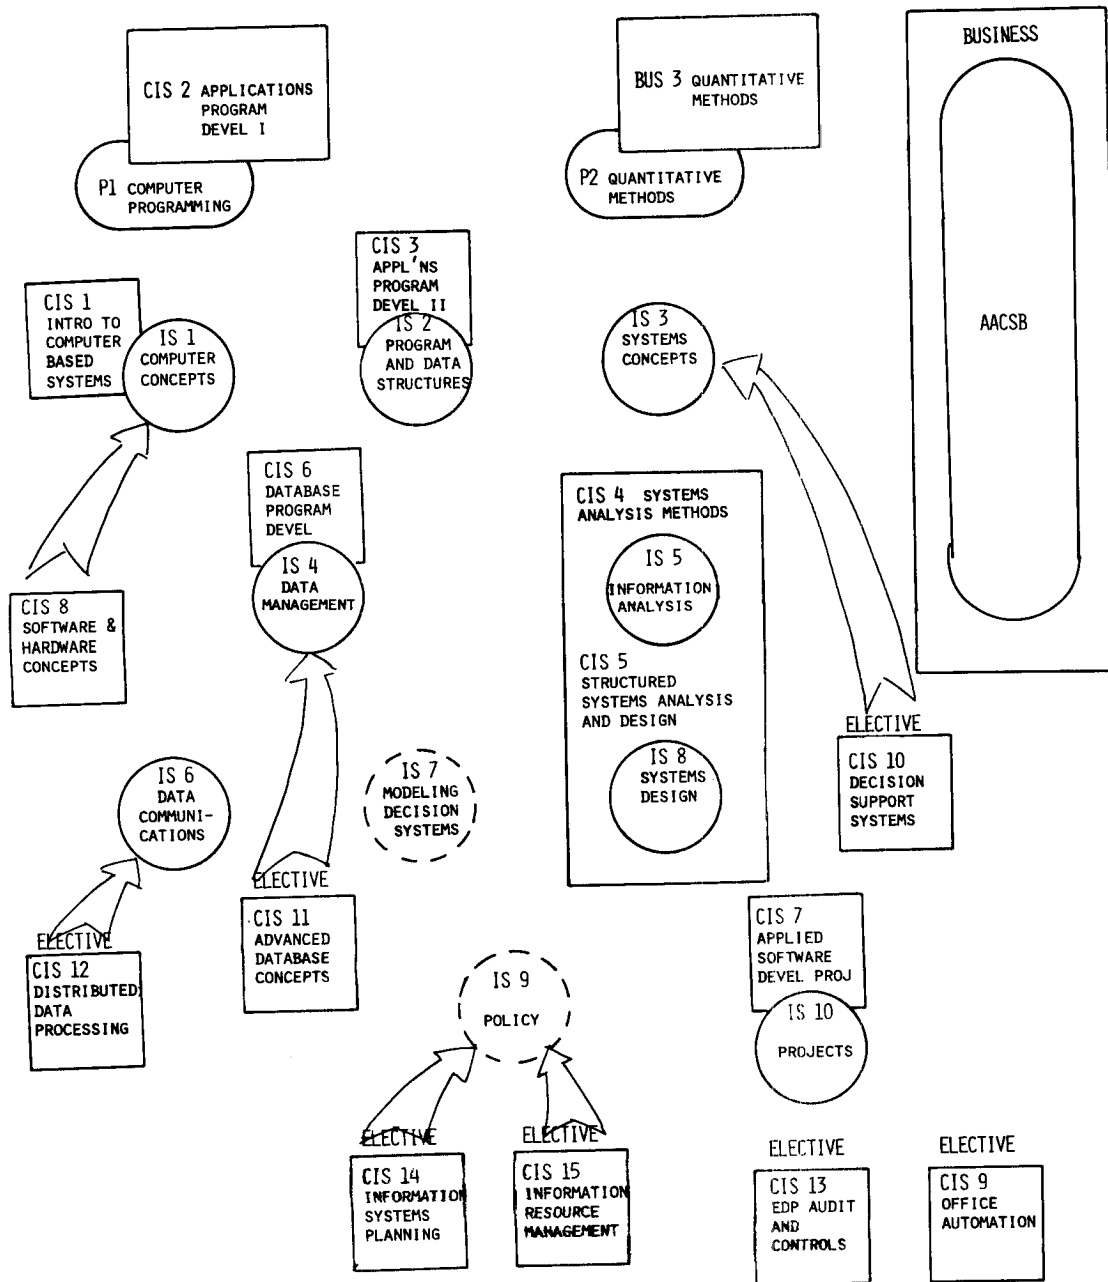 CIS 2 APPLICATIONS
PROGRAM
DEVEL I
P1 COMPUTER
PROGRAMMING
BUS 3 QUANTITATIVE
METHODS
P2 QUANTITATIVE
METHODS
BUSINESS
AACSB
CIS 1
INTRO TO
COMPUTER
BASED
SYSTEMS
IS 1
COMPUTER
CONCEPTS
CIS 3
APPL'NS
PROGRAM
DEVEL II
IS 2
PROGRAM
AND DATA
STRUCTURES
IS 3
SYSTEMS
CONCEPTS
CIS 8
SOFTWARE &
HARDWARE
CONCEPTS
CIS 6
DATABASE
PROGRAM
DEVEL
IS 4
DATA
MANAGEMENT
CIS 4 SYSTEMS
ANALYSIS METHODS
IS 5
INFORMATION
ANALYSIS
CIS 5
STRUCTURED
SYSTEMS ANALYSIS
AND DESIGN
IS 8
SYSTEMS
DESIGN
ELECTIVE
CIS 10
DECISION
SUPPORT
SYSTEMS
IS 6
DATA
COMMUNI-
CATIONS
IS 7
MODELING
DECISION
SYSTEMS
ELECTIVE
CIS 12
DISTRIBUTED
DATA
PROCESSING
ELECTIVE
CIS 11
ADVANCED
DATABASE
CONCEPTS
IS 9
POLICY
CIS 7
APPLIED
SOFTWARE
DEVEL PROJ
IS 10
PROJECTS
ELECTIVE
CIS 14
INFORMATION
SYSTEMS
PLANNING
ELECTIVE
CIS 15
INFORMATION
RESOURCE
MANAGEMENT
ELECTIVE
CIS 13
EDP AUDIT
AND
CONTROLS
ELECTIVE
CIS 9
OFFICE
AUTOMATION